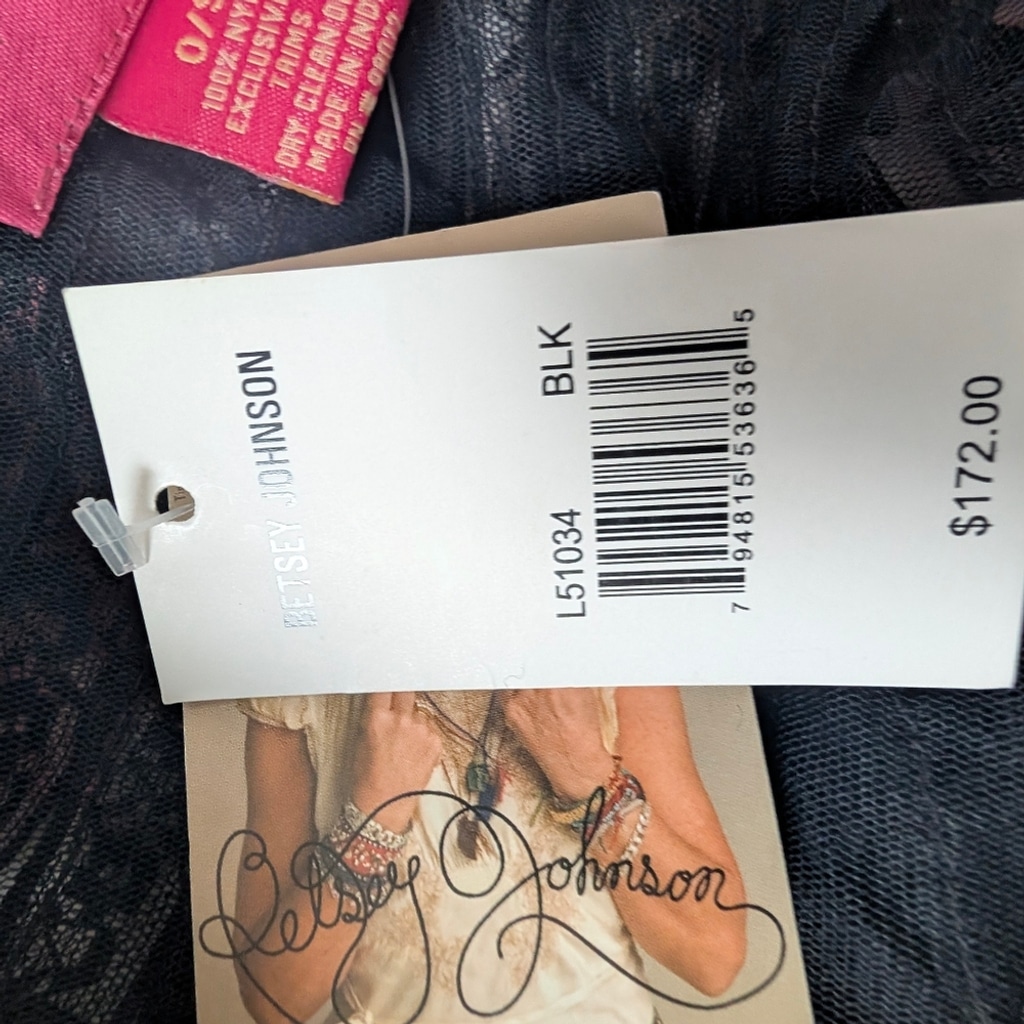 O/S
100% NYL
EXCLUSIV
TRIMS
DRY CLEAN O
MADE IN IND
BETSEY JOHNSON
L51034 BLK
7 94815 53636 5
$172.00
Betsey Johnson